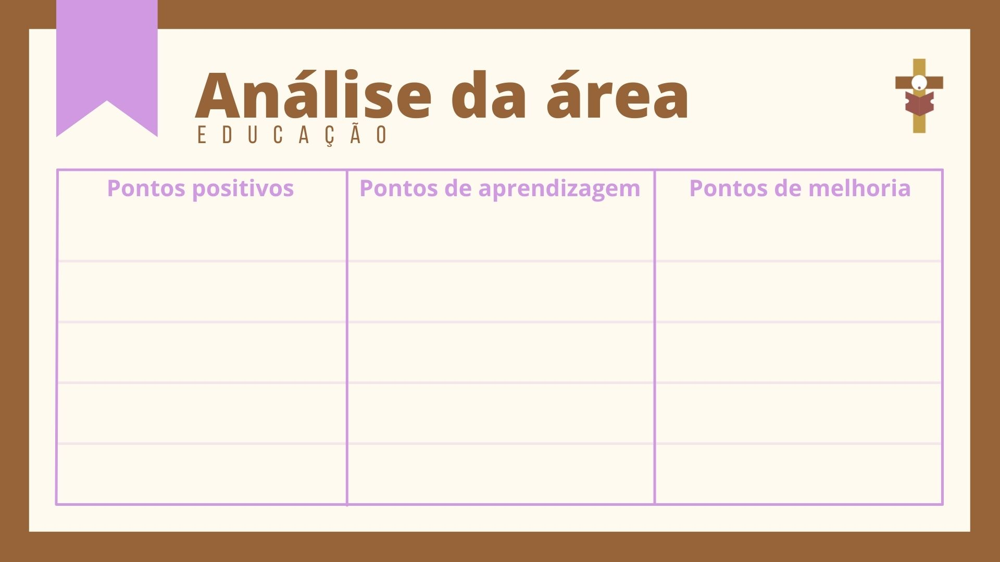 Análise da área
EDUCAÇÃO
Pontos positivos
Pontos de aprendizagem
Pontos de melhoria